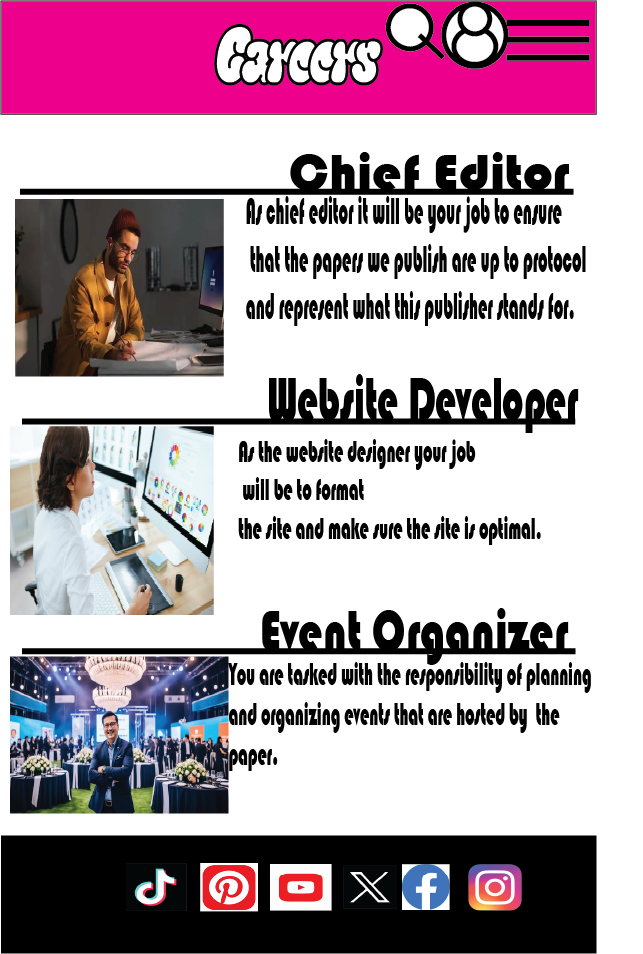 Careers
Chief Editor
As chief editor it will be your job to ensure
that the papers we publish are up to protocol
and represent what this publisher stands for.
Website Developer
As the website designer your job
will be to format
the site and make sure the site is optimal.
Event Organizer
You are tasked with the responsibility of planning
and organizing events that are hosted by the
paper.